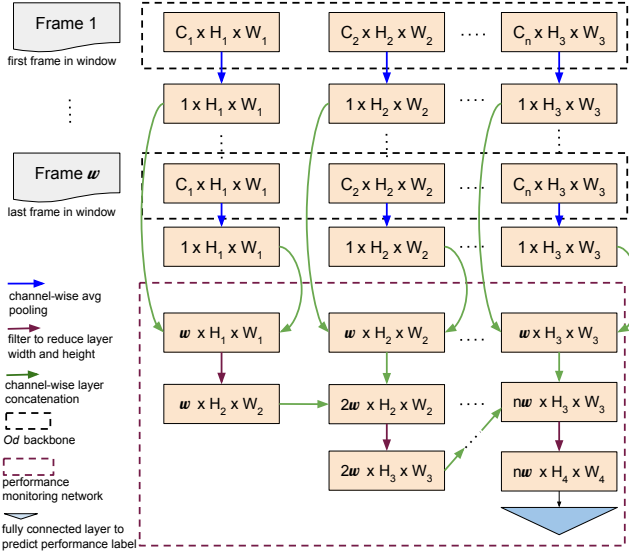 Frame 1
first frame in window
C1 x H1 x W1
C2 x H2 x W2
Cn x H3 x W3
1 x H1 x W1
1 x H2 x W2
1 x H3 x W3
Frame w
last frame in window
C1 x H1 x W1
C2 x H2 x W2
Cn x H3 x W3
1 x H1 x W1
1 x H2 x W2
1 x H3 x W3
channel-wise avg
pooling
filter to reduce layer
width and height
channel-wise layer
concatenation
Od backbone
performance
monitoring network
fully connected layer to
predict performance label
w x H1 x W1
w x H2 x W2
w x H3 x W3
w x H2 x W2
2w x H2 x W2
nw x H3 x W3
2w x H3 x W3
nw x H4 x W4